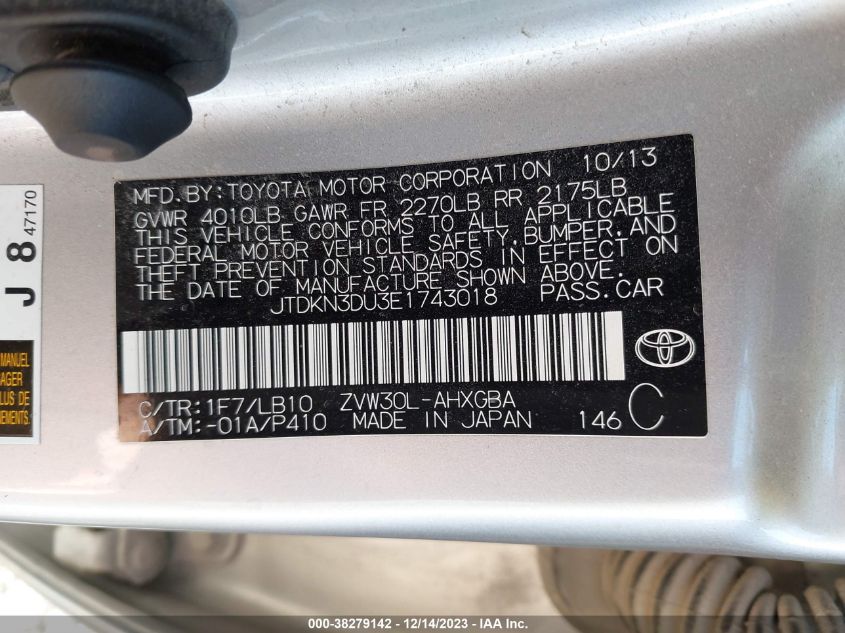 MFD. BY: TOYOTA MOTOR CORPORATION 10/13
GVWR 4010LB GAWR FR 2270LB RR 2175LB
THIS VEHICLE CONFORMS TO ALL APPLICABLE
FEDERAL MOTOR VEHICLE SAFETY, BUMPER, AND
THEFT PREVENTION STANDARDS IN EFFECT ON
THE DATE OF MANUFACTURE SHOWN ABOVE.
JTDKN3DU3E1743018 PASS. CAR
C/TR: 1F7/LB10 ZVW30L-AHXGBA
A/TM: -01A/P410 MADE IN JAPAN 146 C
J 8 47170
MANUEL
LUS DE
000-38279142 - 12/14/2023 - IAA Inc.